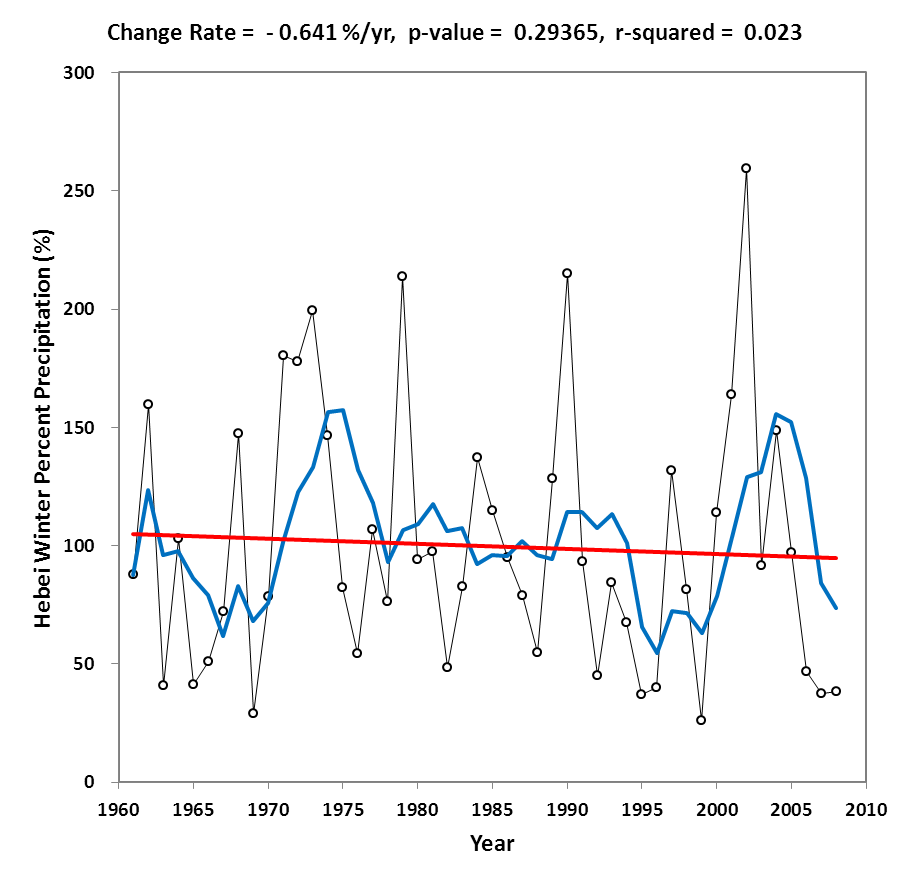 Change Rate = - 0.641 %/yr, p-value = 0.29365, r-squared = 0.023
Hebei Winter Percent Precipitation (%)
300
250
200
150
100
50
0
1960 1965 1970 1975 1980 1985 1990 1995 2000 2005 2010
Year